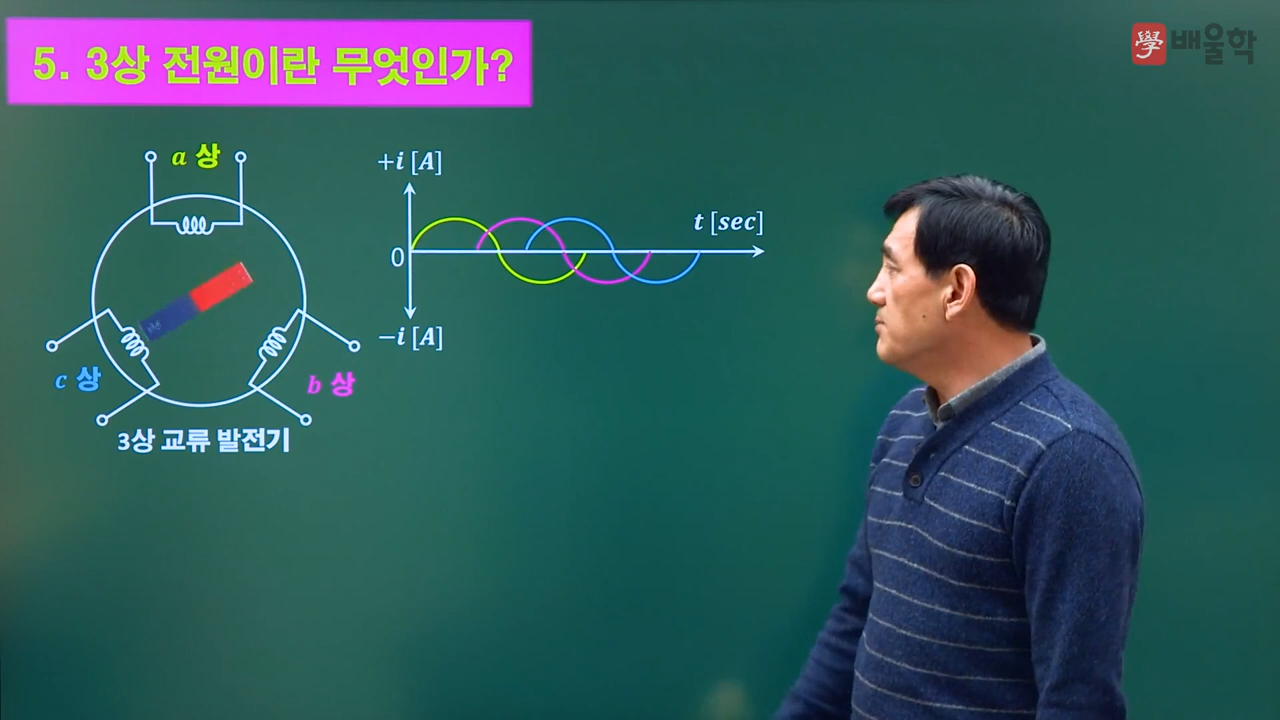 5. 3상 전원이란 무엇인가?
學 배울학
a 상
+i [A]
t [sec]
0
−i [A]
c 상
b 상
3상 교류 발전기